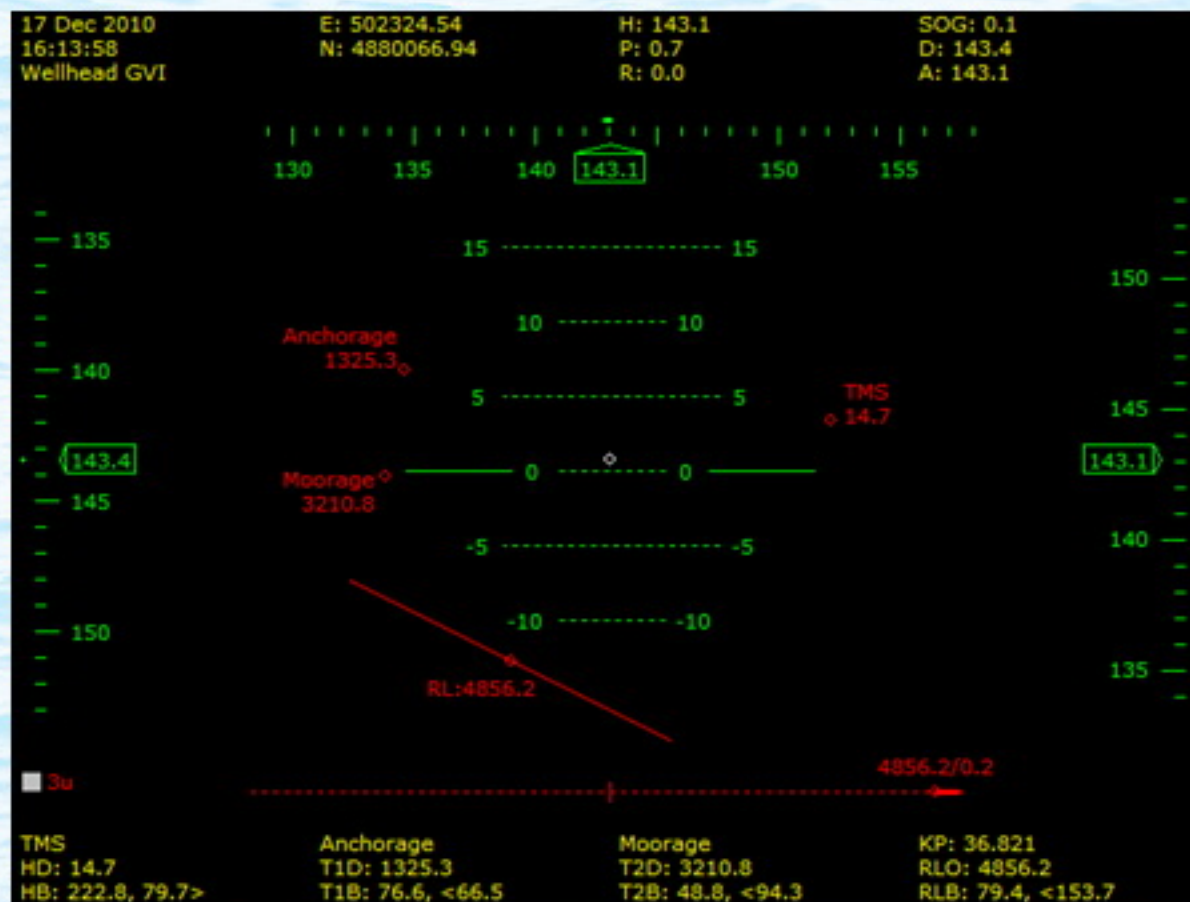 17 Dec 2010 E: 502324.54 H: 143.1 SOG: 0.1
16:13:58 N: 4880066.94 P: 0.7 D: 143.4
Wellhead GVI R: 0.0 A: 143.1
130 135 140 143.1 150 155
135 15 15
150
10 10
Anchorage
1325.3
140
5 5
TMS
14.7
145
143.4 143.1
Moorage 0 0
3210.8
145
140
-5 -5
150 -10 -10
135
RL:4856.2
4856.2/0.2
3u
TMS Anchorage Moorage KP: 36.821
HD: 14.7 T1D: 1325.3 T2D: 3210.8 RLO: 4856.2
HB: 222.8, 79.7> T1B: 76.6, <66.5 T2B: 48.8, <94.3 RLB: 79.4, <153.7